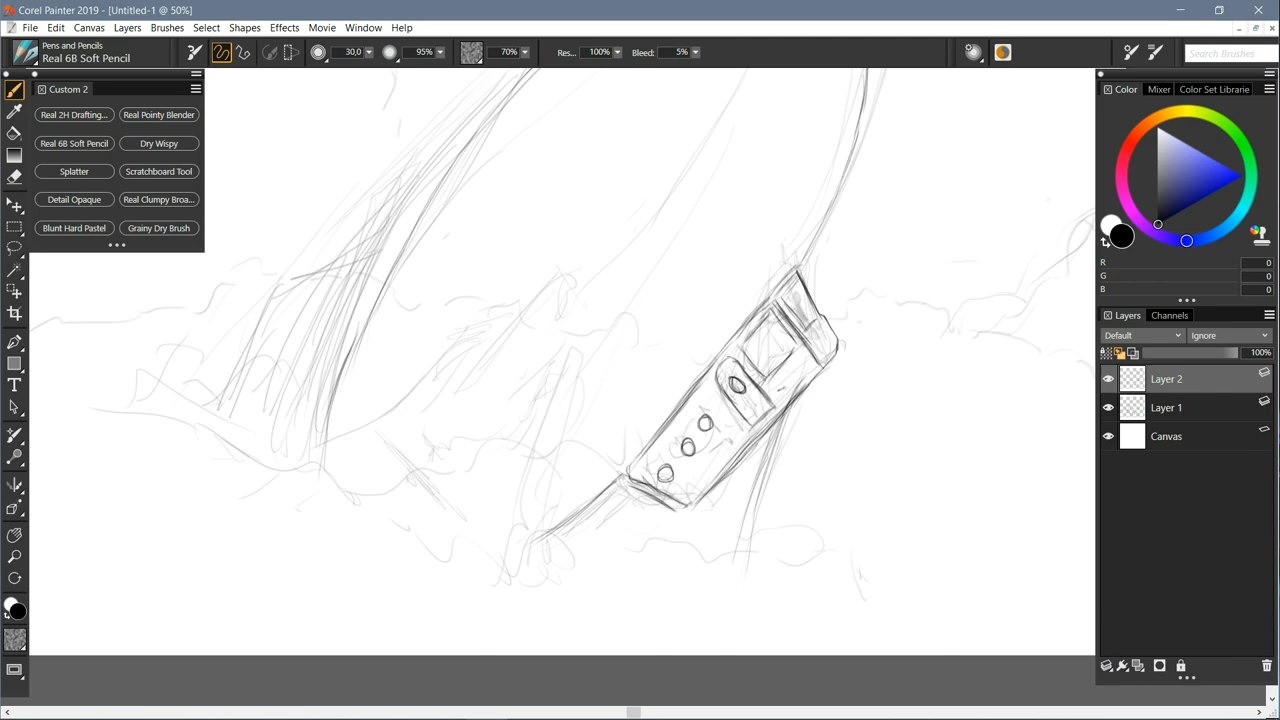 Corel Painter 2019 - [Untitled-1 @ 50%]
File Edit Canvas Layers Brushes Select Shapes Effects Movie Window Help
Pens and Pencils
Real 6B Soft Pencil
30,0 95% 70% Res... 100% Bleed: 5%
Search Brushes
Custom 2
Real 2H Drafting... Real Pointy Blender
Real 6B Soft Pencil Dry Wispy
Splatter Scratchboard Tool
Detail Opaque Real Clumpy Broa...
Blunt Hard Pastel Grainy Dry Brush
Color Mixer Color Set Librarie
R 0
G 0
B 0
Layers Channels
Default Ignore
100%
Layer 2
Layer 1
Canvas